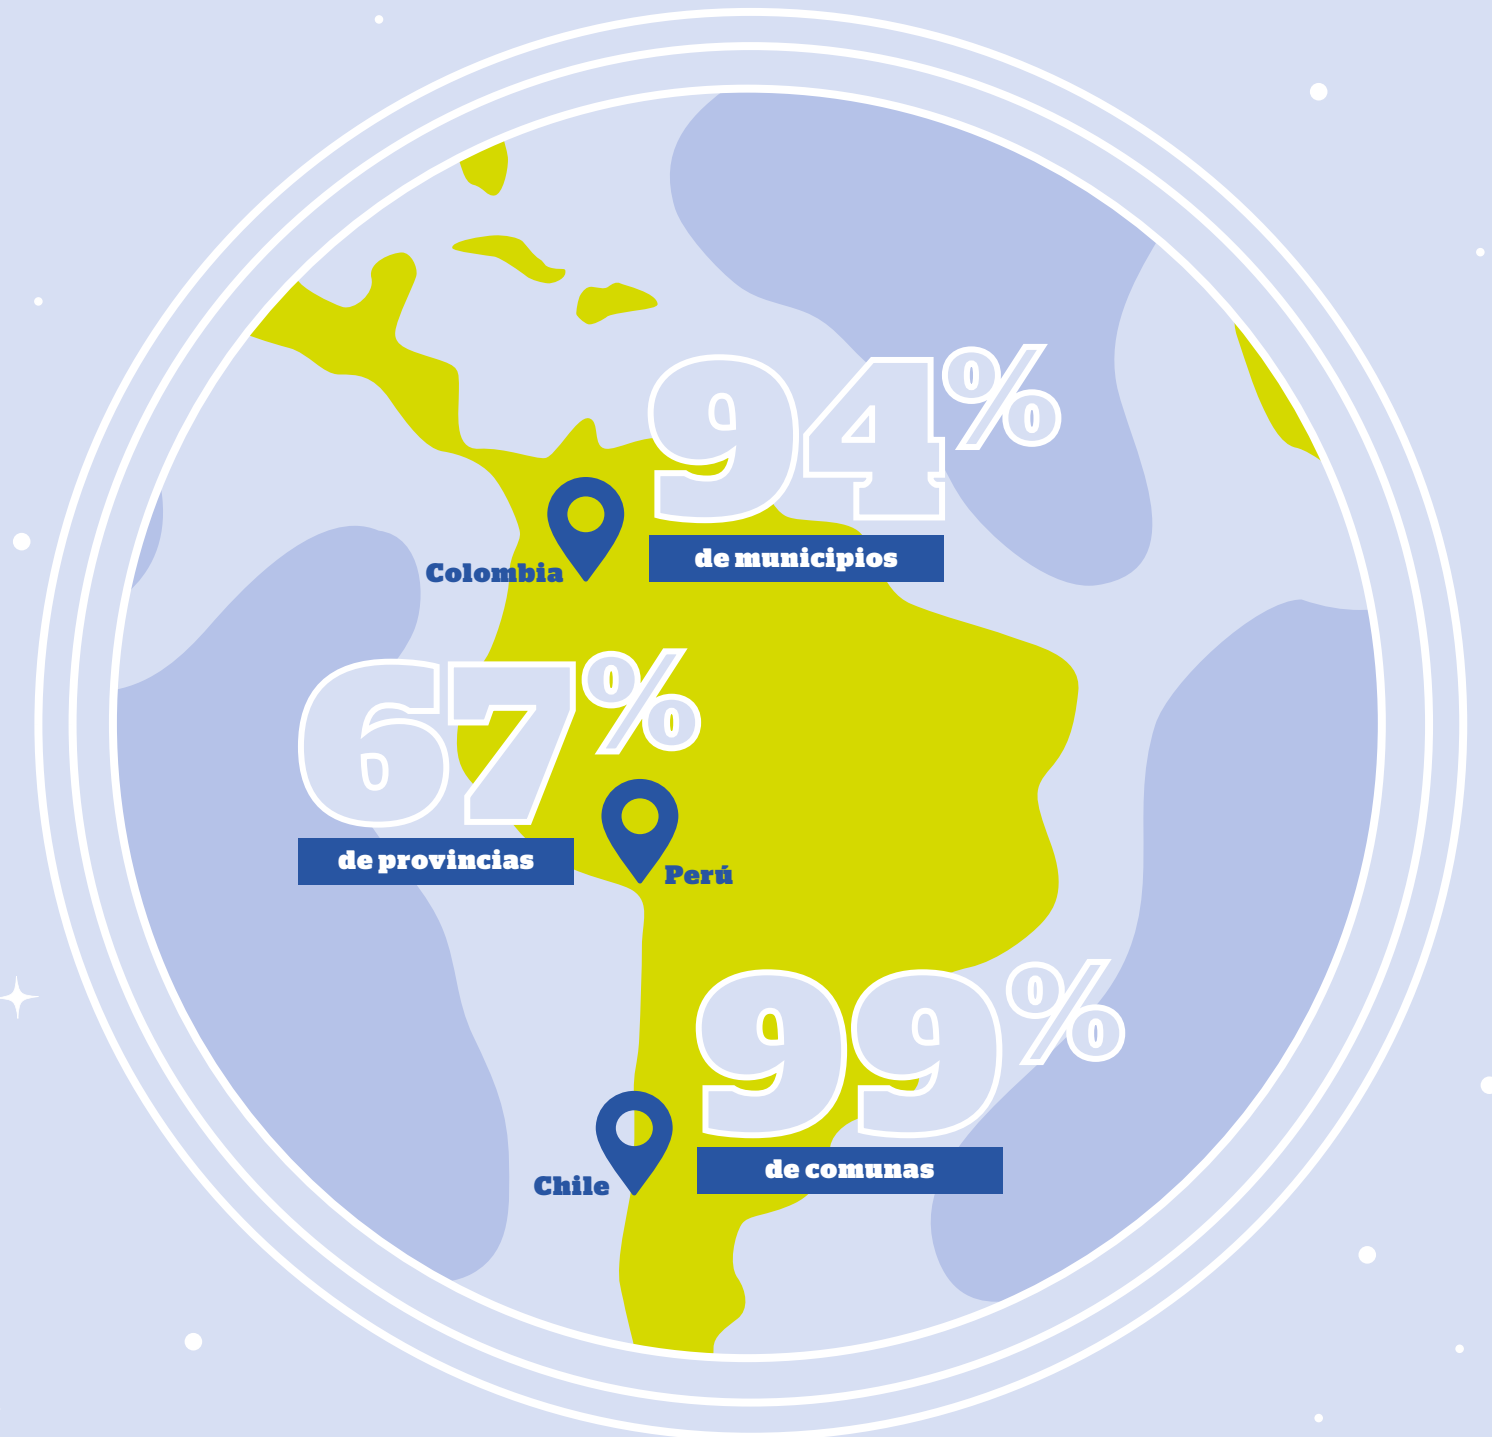 94%
de municipios
Colombia
67%
de provincias
Perú
99%
de comunas
Chile